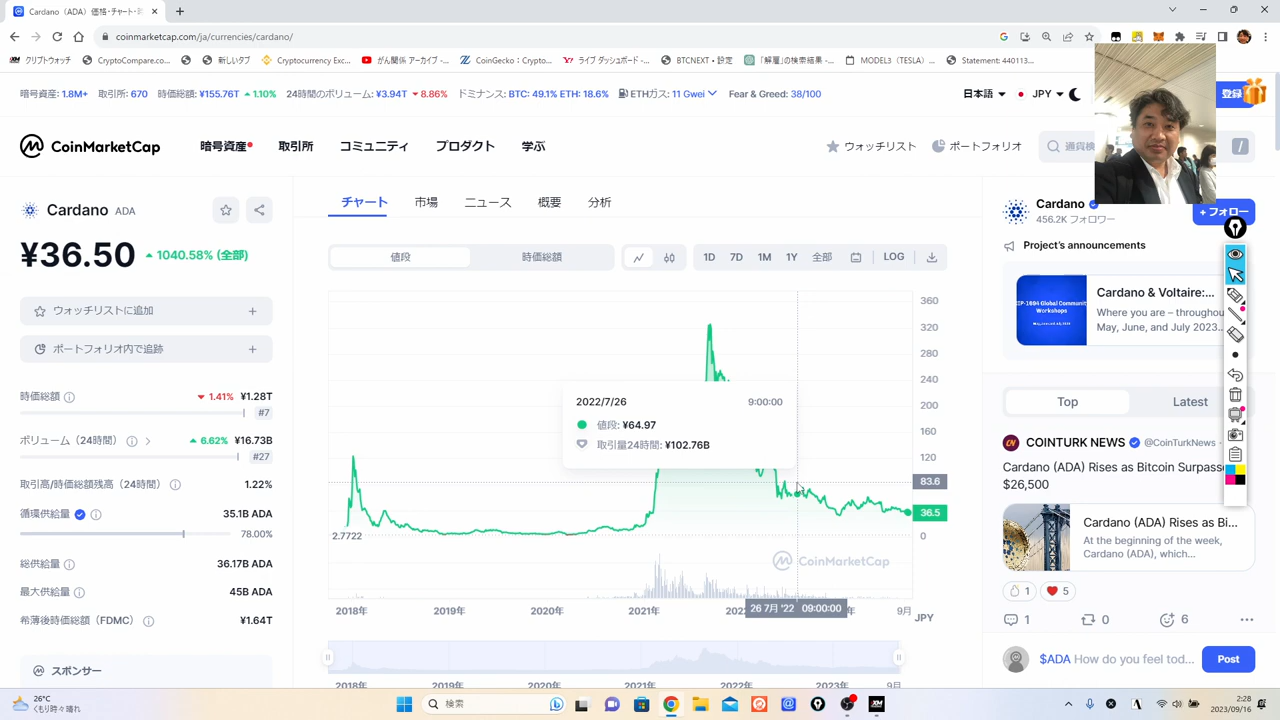 Cardano（ADA）価格・チャート・時
coinmarketcap.com/ja/currencies/cardano/
クリプトウォッチ
CryptoCompare.co...
新しいタブ
Cryptocurrency Exc...
がん関係 アーカイブ -...
CoinGecko：Crypto...
ライブ ダッシュボード -...
BTCNEXT • 設定
「解雇」の検索結果 -...
MODEL3（TESLA）...
Statement: 440113...
暗号資産: 1.8M+ 取引所: 670 時価総額: ¥155.76T 1.10% 24時間のボリューム: ¥3.94T 8.86% ドミナンス: BTC: 49.1% ETH: 18.6% ETHガス: 11 Gwei Fear & Greed: 38/100
日本語 JPY 登録
CoinMarketCap
暗号資産 取引所 コミュニティ プロダクト 学ぶ
ウォッチリスト ポートフォリオ 通貨検
/
Cardano ADA
¥36.50 1040.58% (全部)
ウォッチリストに追加 +
ポートフォリオ内で追跡 +
時価総額 1.41% ¥1.28T
#7
ボリューム（24時間） 6.62% ¥16.73B
#27
取引高/時価総額残高（24時間） 1.22%
循環供給量 35.1B ADA
78.00%
総供給量 36.17B ADA
最大供給量 45B ADA
希薄後時価総額（FDMC） ¥1.64T
スポンサー
チャート 市場 ニュース 概要 分析
値段 時価総額
1D 7D 1M 1Y 全部 LOG
360
320
280
240
200
160
120
83.6
36.5
0
2022/7/26 9:00:00
値段: ¥64.97
取引量24時間: ¥102.76B
2.7722
CoinMarketCap
2018年 2019年 2020年 2021年 2022 26 7月 '22 09:00:00 年 9月
JPY
2018年 2019年 2020年 2021年 2022年 2023年 9月
Cardano
456.2K フォロワー
+ フォロー
Project's announcements
Cardano & Voltaire:...
Where you are – throughou
May, June, and July 2023...
CIP-1694 Global Community
Workshops
Top Latest
COINTURK NEWS @CoinTurkNews -
Cardano (ADA) Rises as Bitcoin Surpasse
$26,500
Cardano (ADA) Rises as Bi...
At the beginning of the week,
Cardano (ADA), which...
1 5
1 0 6
$ADA How do you feel tod...
Post
26°C
くもり時々晴れ
検索
A
2:28
2023/09/16